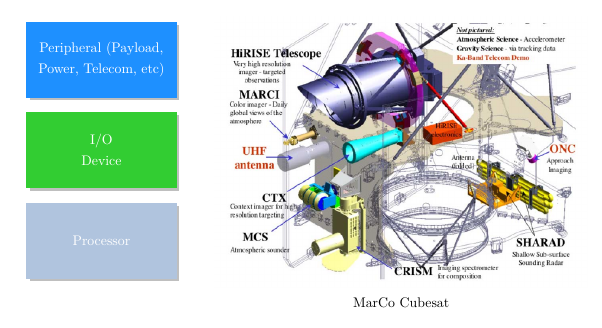 Peripheral (Payload,
Power, Telecom, etc)
I/O
Device
Processor
Not pictured:
Atmospheric Science - Accelerometer
Gravity Science - via tracking data
Ka-Band Telecom Demo
HiRISE Telescope
Very high resolution
imager - targeted
observations
MARCI
Color imager - Daily
global views of the
atmosphere
UHF
antenna
HiRISE
electronics
Antenna
(folded)
ONC
Approach
Imaging
CTX
Context imager for high
resolution targeting
MCS
Atmospheric sounder
CRISM
Imaging spectrometer
for composition
SHARAD
Shallow Sub-surface
Sounding Radar
MarCo Cubesat